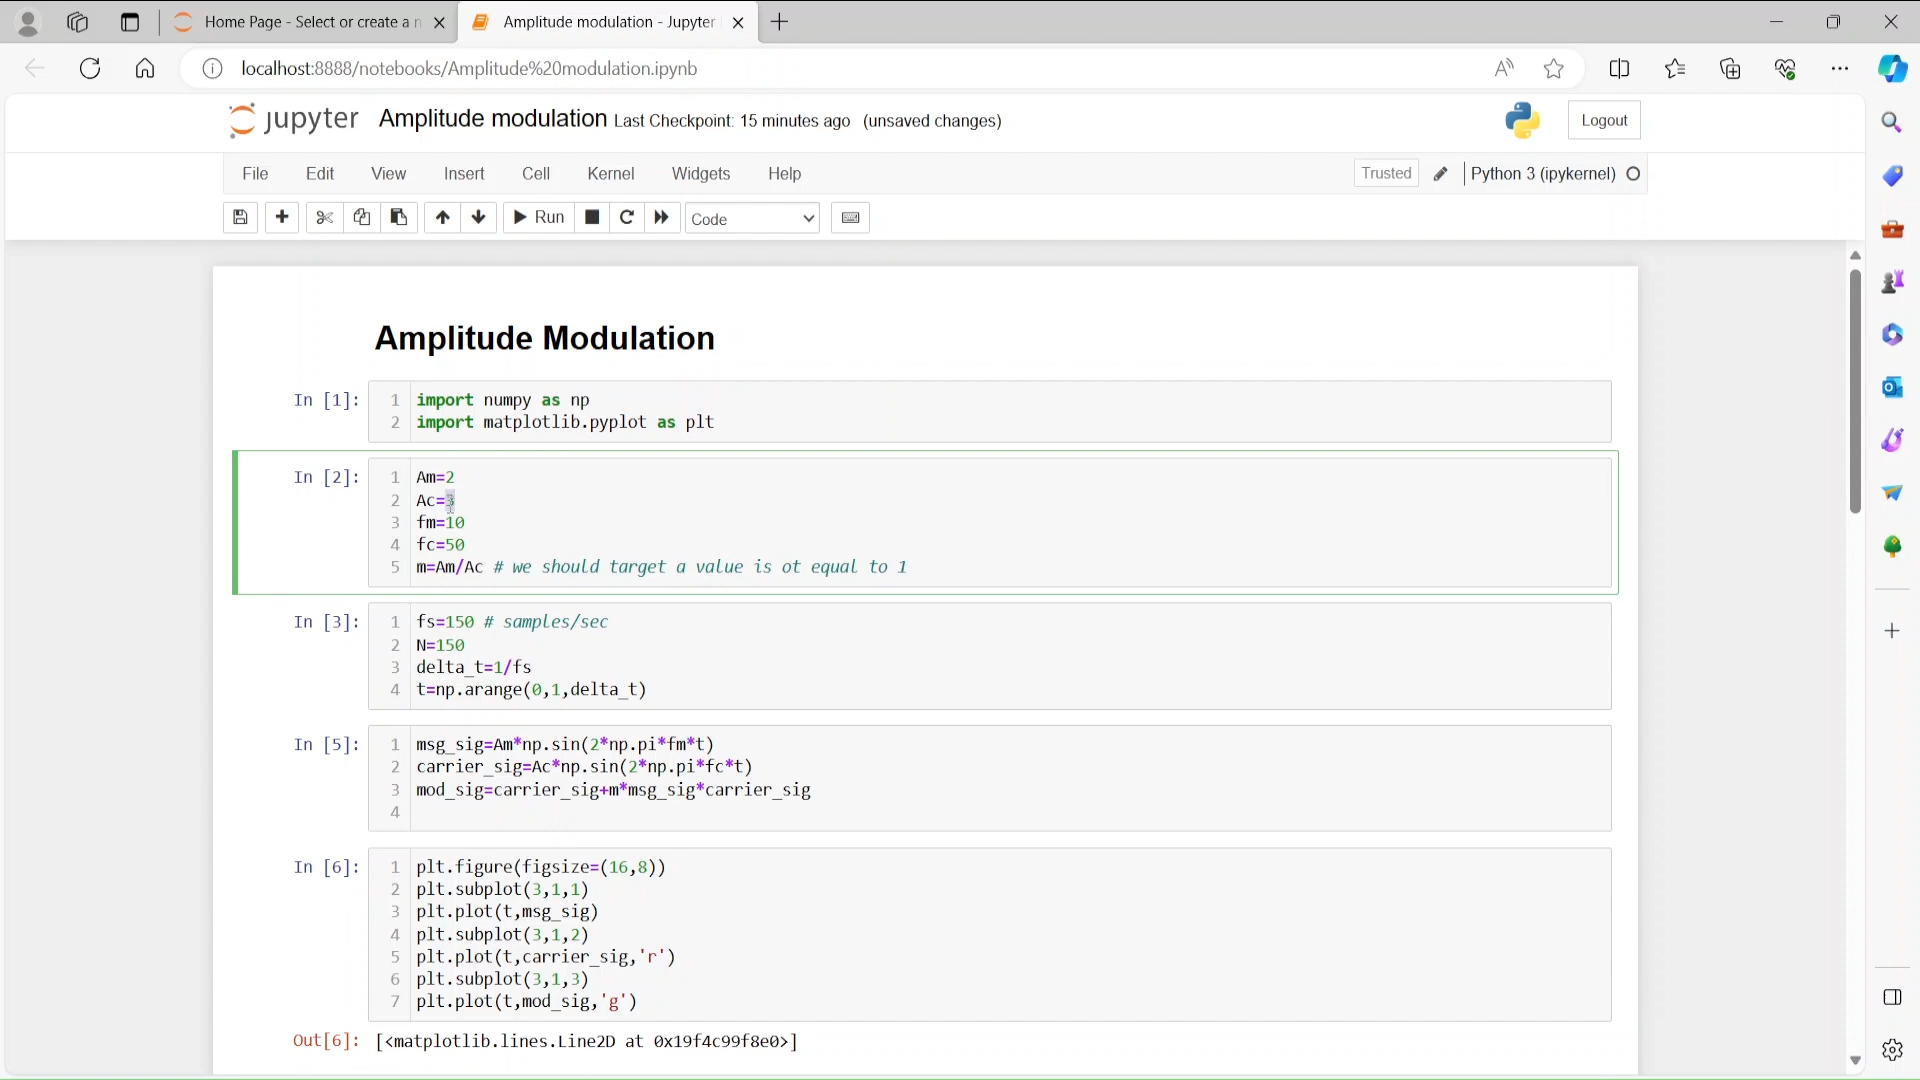 Home Page - Select or create a n
Amplitude modulation - Jupyter
localhost:8888/notebooks/Amplitude%20modulation.ipynb
jupyter Amplitude modulation Last Checkpoint: 15 minutes ago (unsaved changes)
Logout
File Edit View Insert Cell Kernel Widgets Help
Trusted Python 3 (ipykernel)
Run Code
Amplitude Modulation
In [1]:
1 import numpy as np
2 import matplotlib.pyplot as plt
In [2]:
1 Am=2
2 Ac=3
3 fm=10
4 fc=50
5 m=Am/Ac # we should target a value is ot equal to 1
In [3]:
1 fs=150 # samples/sec
2 N=150
3 delta_t=1/fs
4 t=np.arange(0,1,delta_t)
In [5]:
1 msg_sig=Am*np.sin(2*np.pi*fm*t)
2 carrier_sig=Ac*np.sin(2*np.pi*fc*t)
3 mod_sig=carrier_sig+m*msg_sig*carrier_sig
4
In [6]:
1 plt.figure(figsize=(16,8))
2 plt.subplot(3,1,1)
3 plt.plot(t,msg_sig)
4 plt.subplot(3,1,2)
5 plt.plot(t,carrier_sig,'r')
6 plt.subplot(3,1,3)
7 plt.plot(t,mod_sig,'g')
Out[6]: [<matplotlib.lines.Line2D at 0x19f4c99f8e0>]